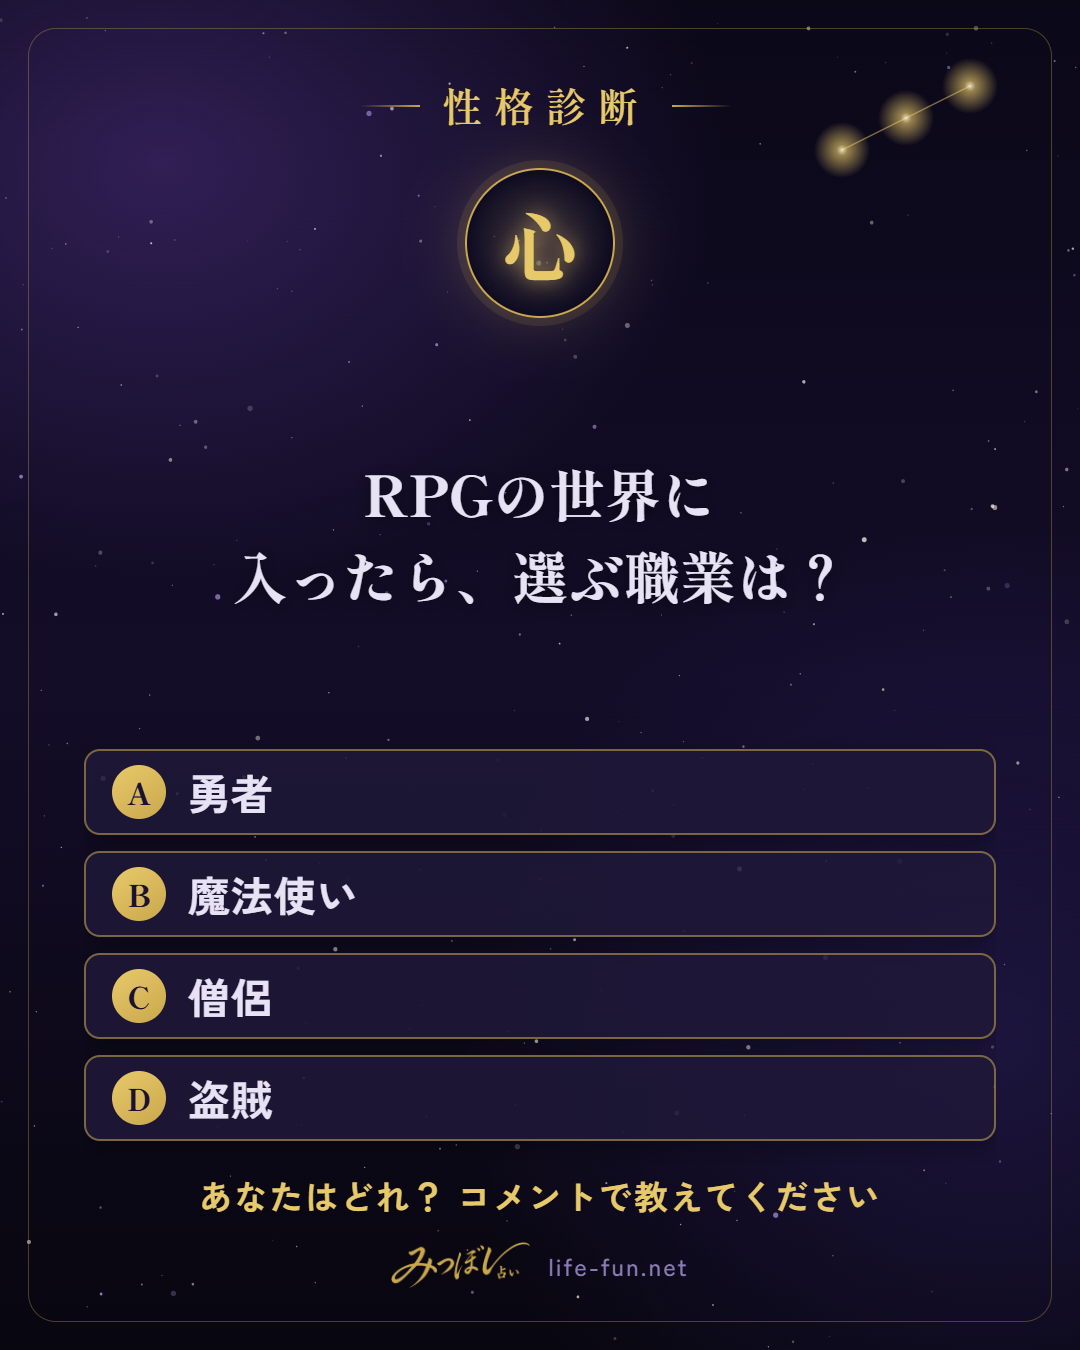 性格診断
心
RPGの世界に
入ったら、選ぶ職業は？
A 勇者
B 魔法使い
C 僧侶
D 盗賊
あなたはどれ？ コメントで教えてください
みつぼし占い life-fun.net